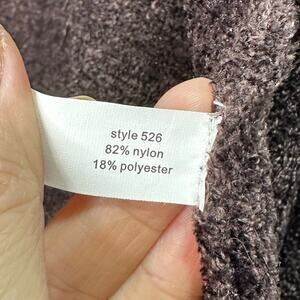 style 526
82% nylon
18% polyester